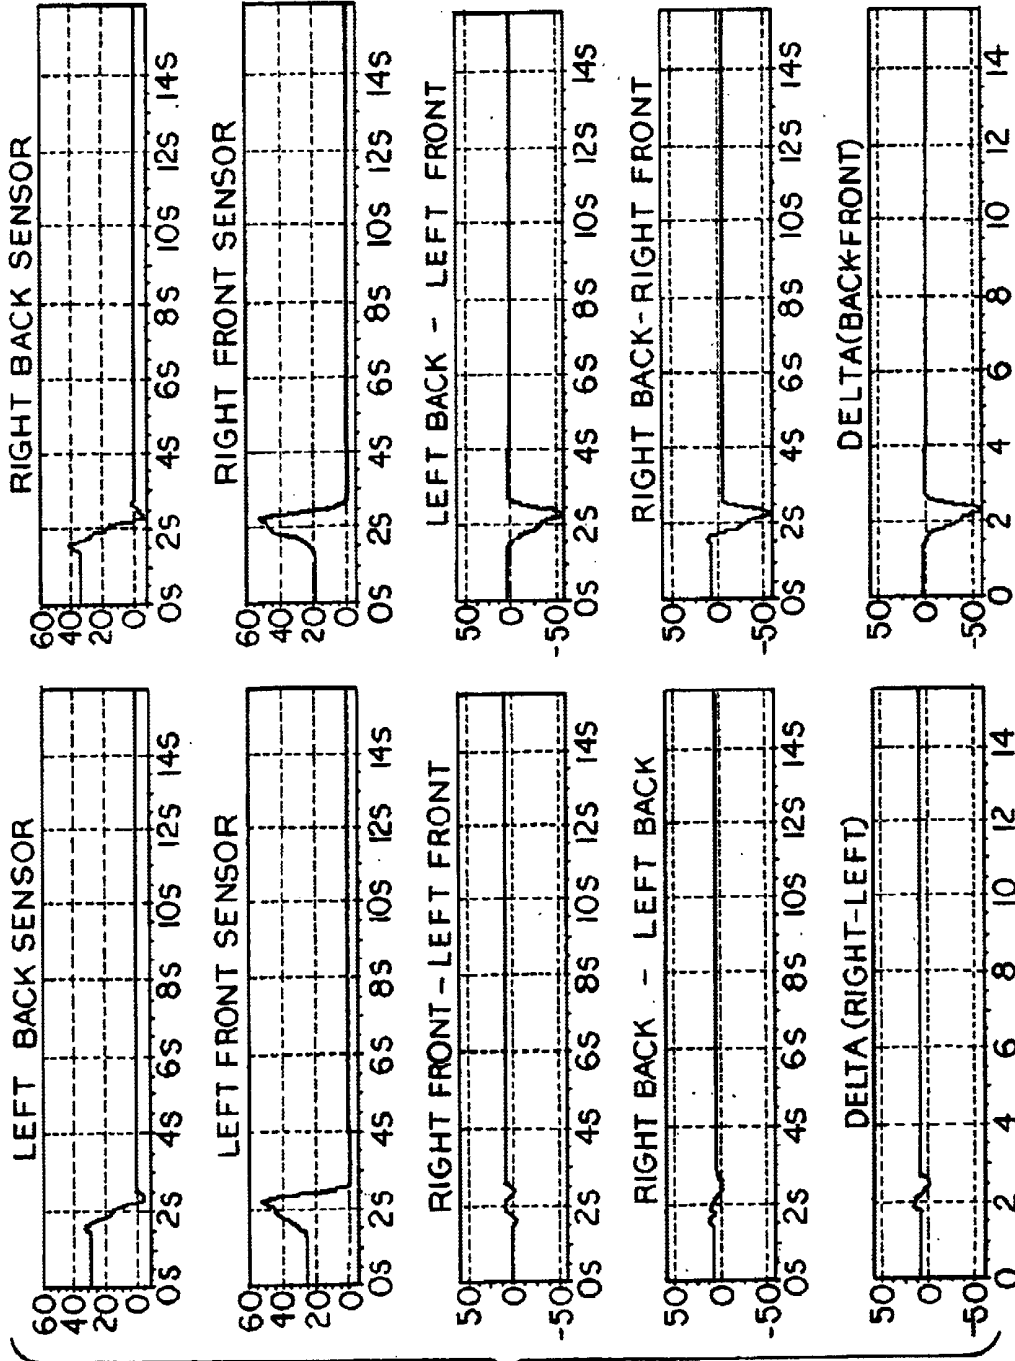 LEFT BACK SENSOR
60
40
20
0
0S 2S 4S 6S 8S 10S 12S 14S
RIGHT BACK SENSOR
60
40
20
0
0S 2S 4S 6S 8S 10S 12S 14S
LEFT FRONT SENSOR
60
40
20
0
0S 2S 4S 6S 8S 10S 12S 14S
RIGHT FRONT SENSOR
60
40
20
0
0S 2S 4S 6S 8S 10S 12S 14S
RIGHT FRONT - LEFT FRONT
50
0
-50
0S 2S 4S 6S 8S 10S 12S 14S
LEFT BACK - LEFT FRONT
50
0
-50
0S 2S 4S 6S 8S 10S 12S 14S
RIGHT BACK - LEFT BACK
50
0
-50
0S 2S 4S 6S 8S 10S 12S 14S
RIGHT BACK-RIGHT FRONT
50
0
-50
0S 2S 4S 6S 8S 10S 12S 14S
DELTA (RIGHT-LEFT)
50
0
-50
0 2 4 6 8 10 12 14
DELTA (BACK-FRONT)
50
0
-50
0 2 4 6 8 10 12 14